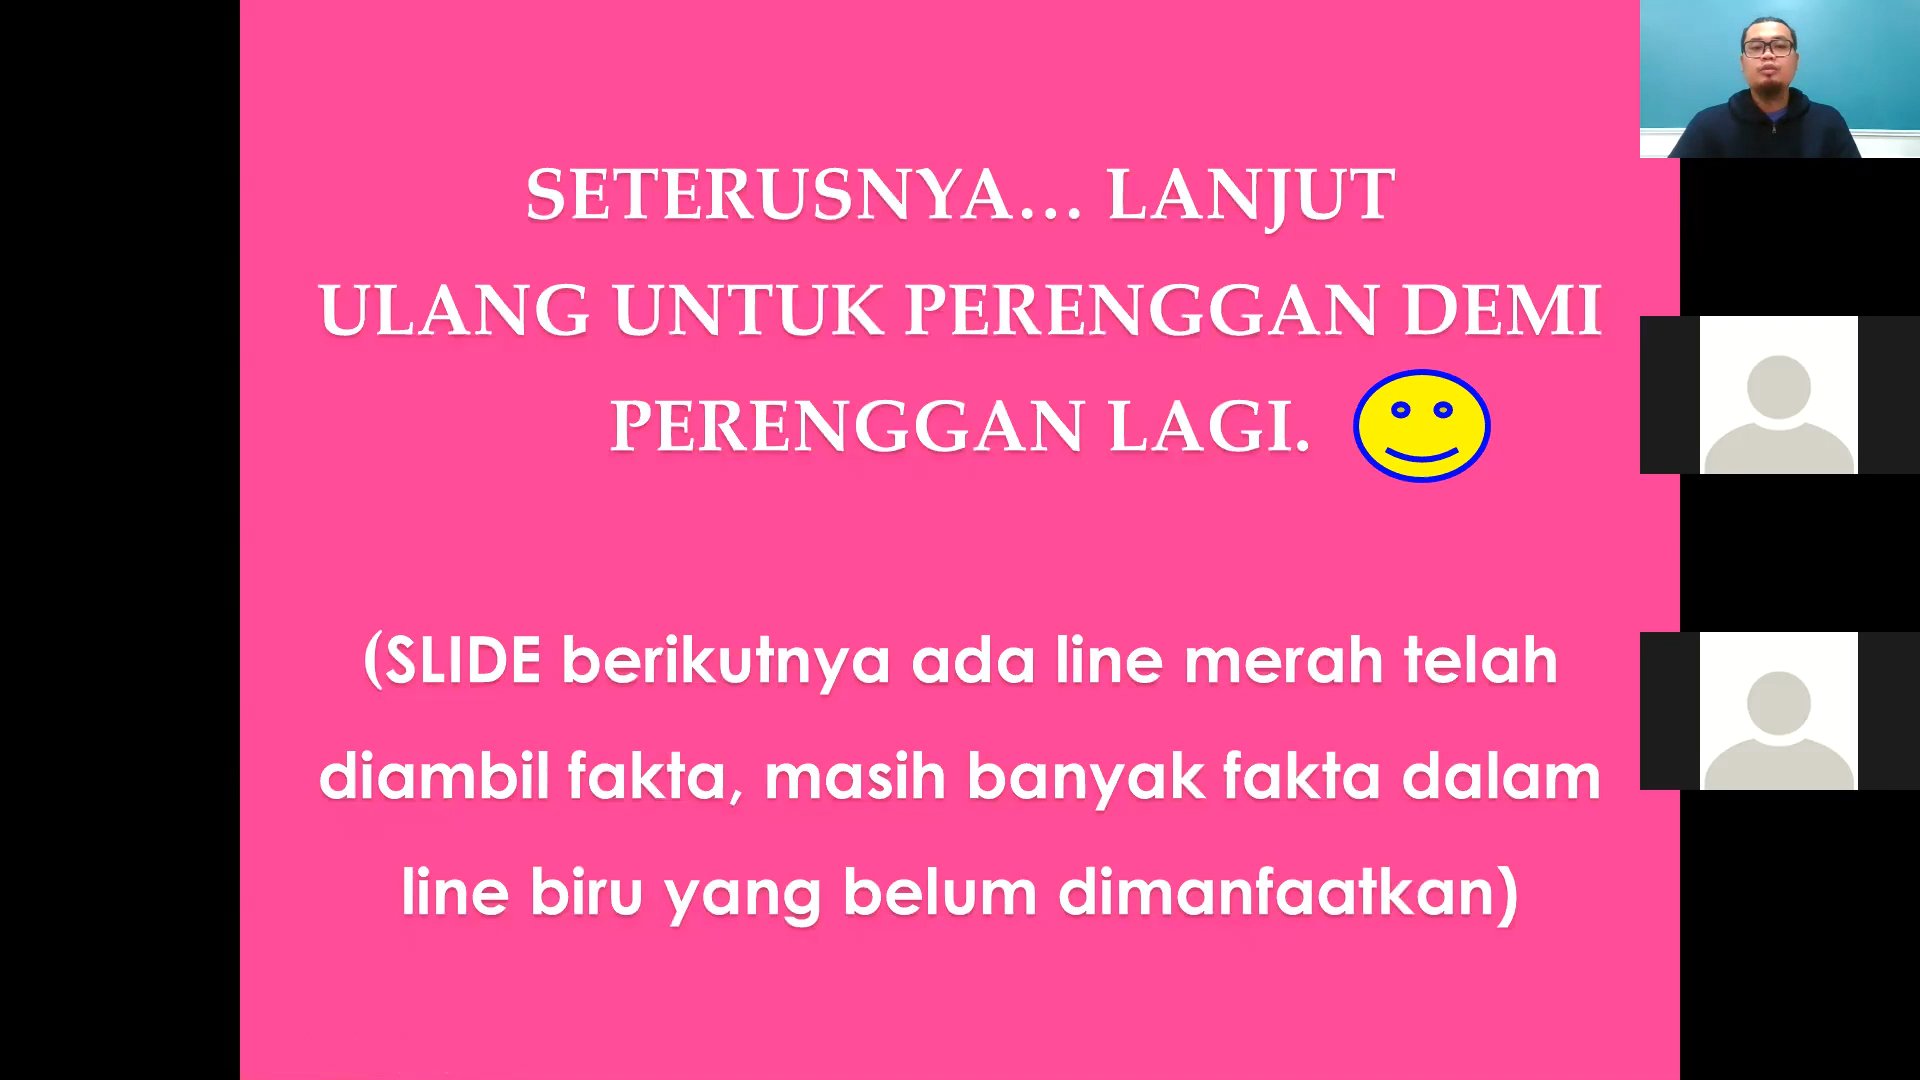 SETERUSNYA... LANJUT
ULANG UNTUK PERENGGAN DEMI
PERENGGAN LAGI.
(SLIDE berikutnya ada line merah telah
diambil fakta, masih banyak fakta dalam
line biru yang belum dimanfaatkan)